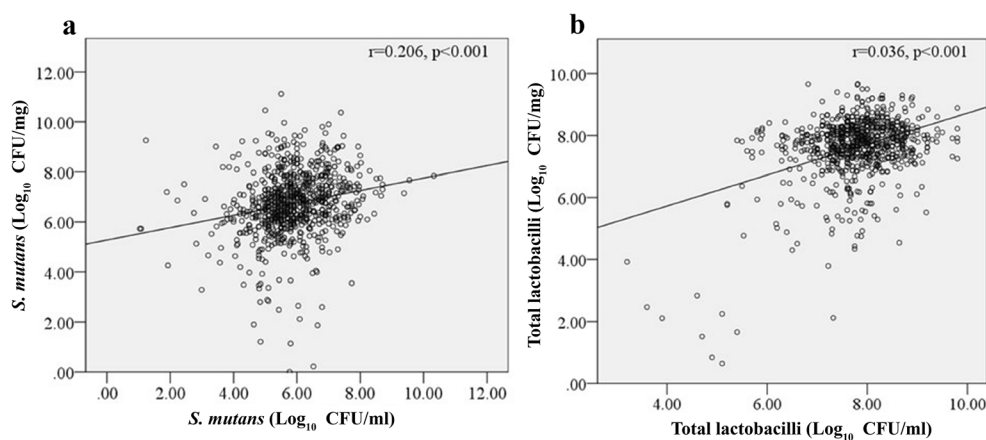 a
r=0.206, p<0.001
S. mutans (Log10 CFU/mg)
12.00
10.00
8.00
6.00
4.00
2.00
.00
.00 2.00 4.00 6.00 8.00 10.00 12.00
S. mutans (Log10 CFU/ml)
b
r=0.036, p<0.001
Total lactobacilli (Log10 CFU/mg)
10.00
8.00
6.00
4.00
2.00
.00
4.00 6.00 8.00 10.00
Total lactobacilli (Log10 CFU/ml)